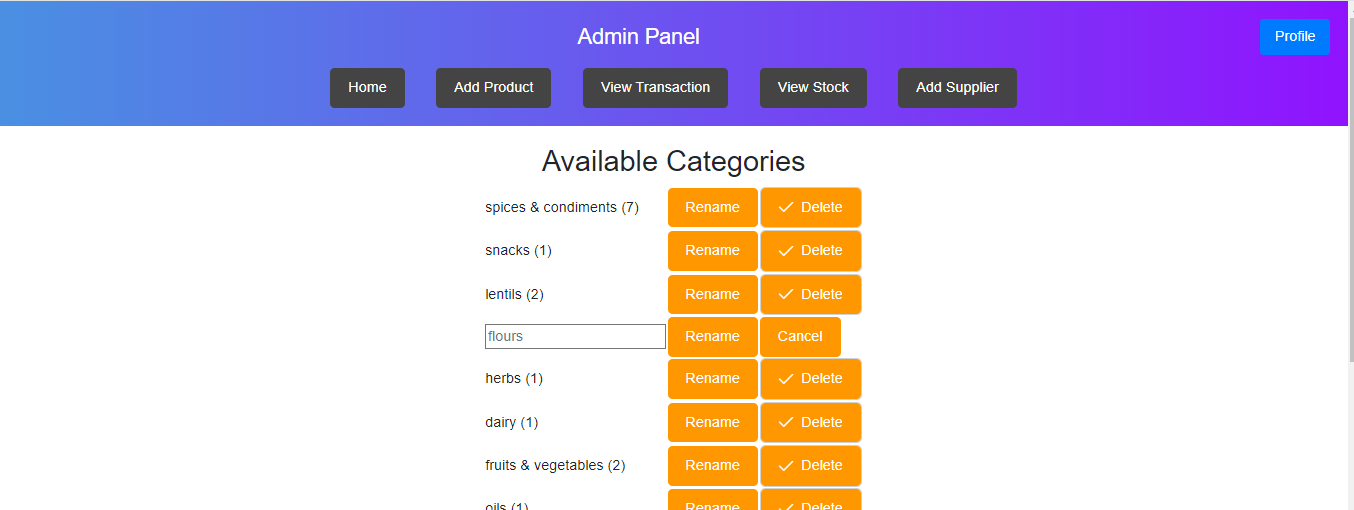 Admin Panel
Profile
Home Add Product View Transaction View Stock Add Supplier
Available Categories
spices & condiments (7) Rename Delete
snacks (1) Rename Delete
lentils (2) Rename Delete
flours Rename Cancel
herbs (1) Rename Delete
dairy (1) Rename Delete
fruits & vegetables (2) Rename Delete
oils (1) Rename Delete